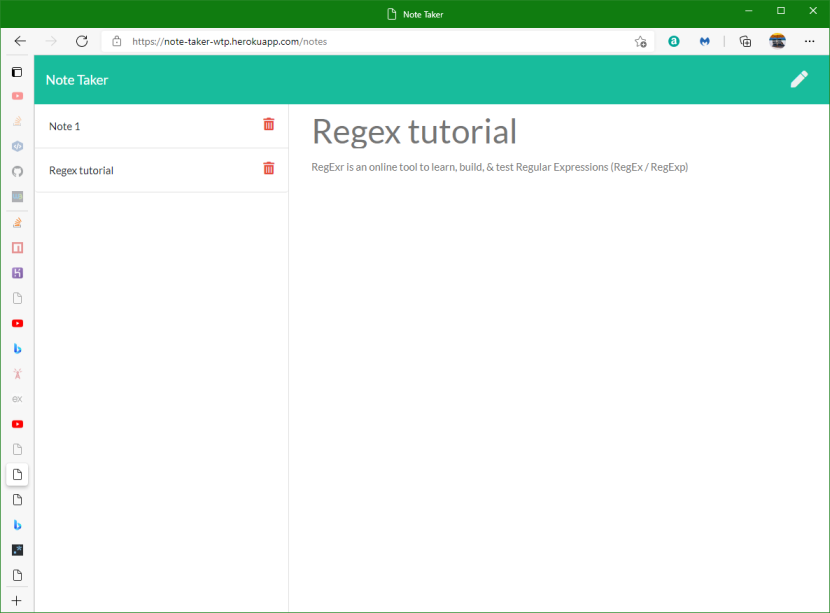 Note Taker
https://note-taker-wtp.herokuapp.com/notes
Note Taker
Note 1
Regex tutorial
Regex tutorial
RegExr is an online tool to learn, build, & test Regular Expressions (RegEx / RegExp)
ex